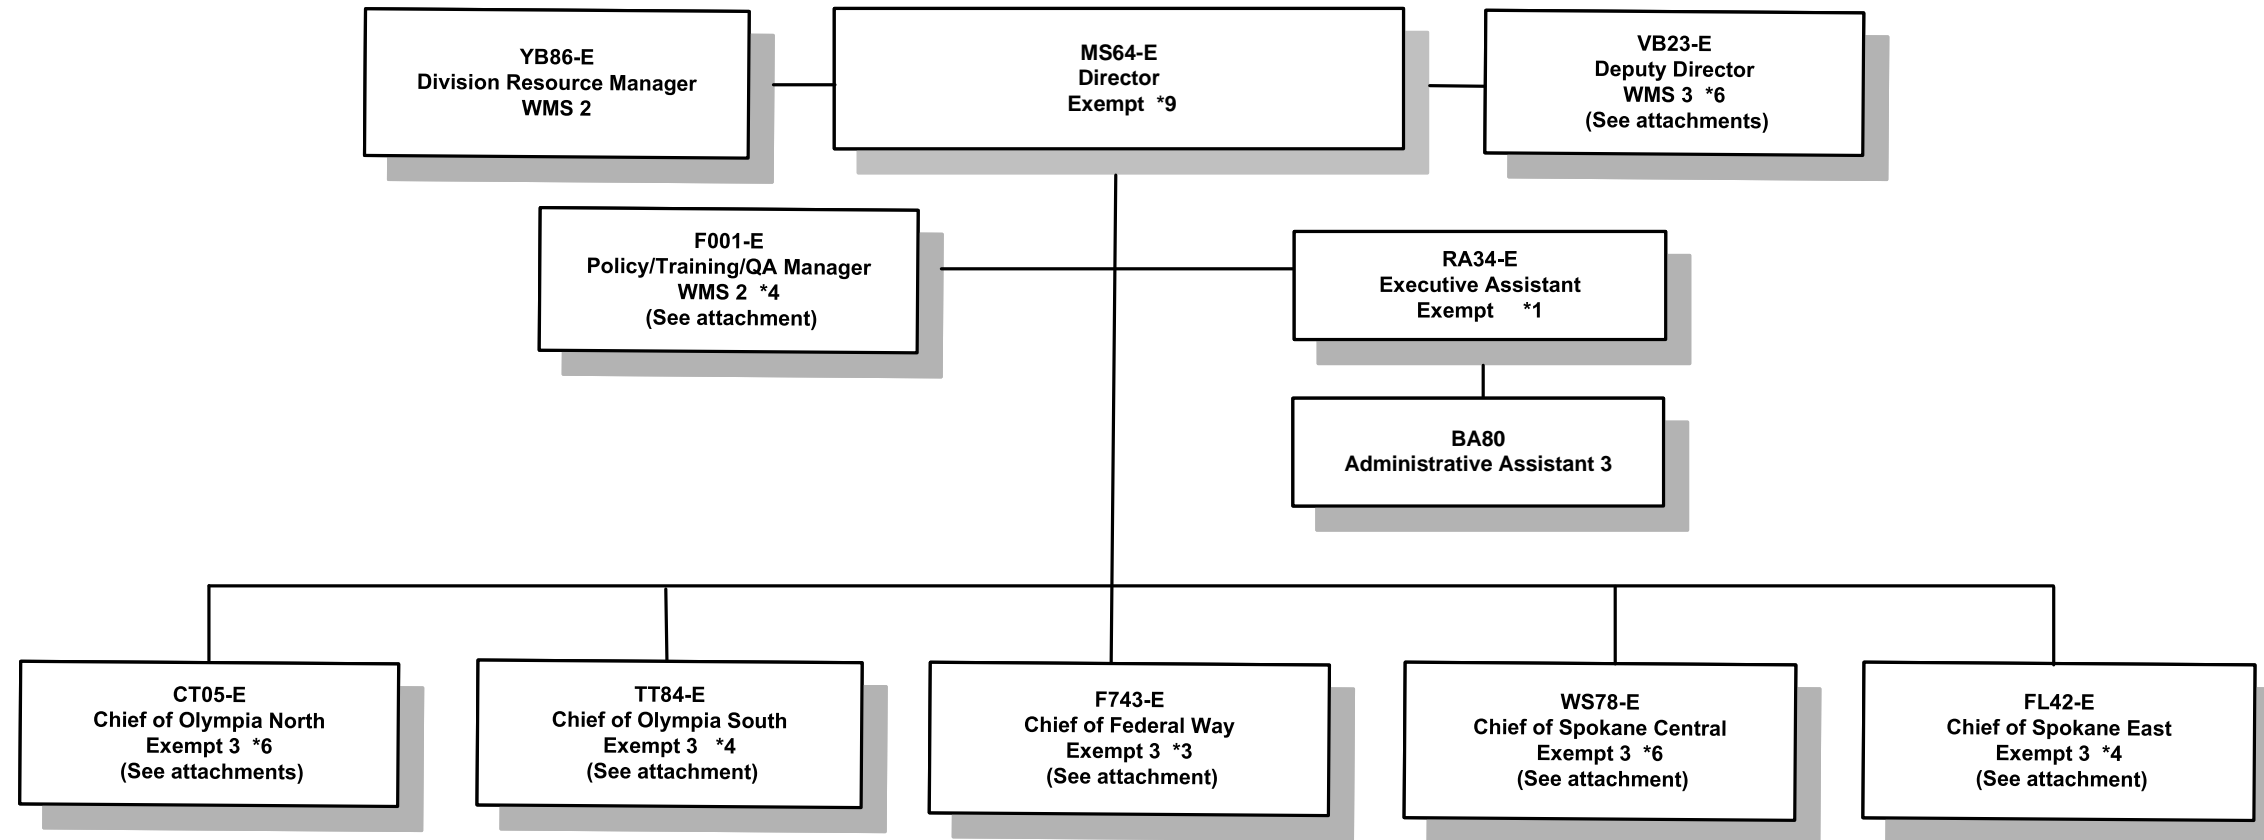 YB86-E
Division Resource Manager
WMS 2
MS64-E
Director
Exempt *9
VB23-E
Deputy Director
WMS 3 *6
(See attachments)
F001-E
Policy/Training/QA Manager
WMS 2 *4
(See attachment)
RA34-E
Executive Assistant
Exempt *1
BA80
Administrative Assistant 3
CT05-E
Chief of Olympia North
Exempt 3 *6
(See attachments)
TT84-E
Chief of Olympia South
Exempt 3 *4
(See attachment)
F743-E
Chief of Federal Way
Exempt 3 *3
(See attachment)
WS78-E
Chief of Spokane Central
Exempt 3 *6
(See attachment)
FL42-E
Chief of Spokane East
Exempt 3 *4
(See attachment)